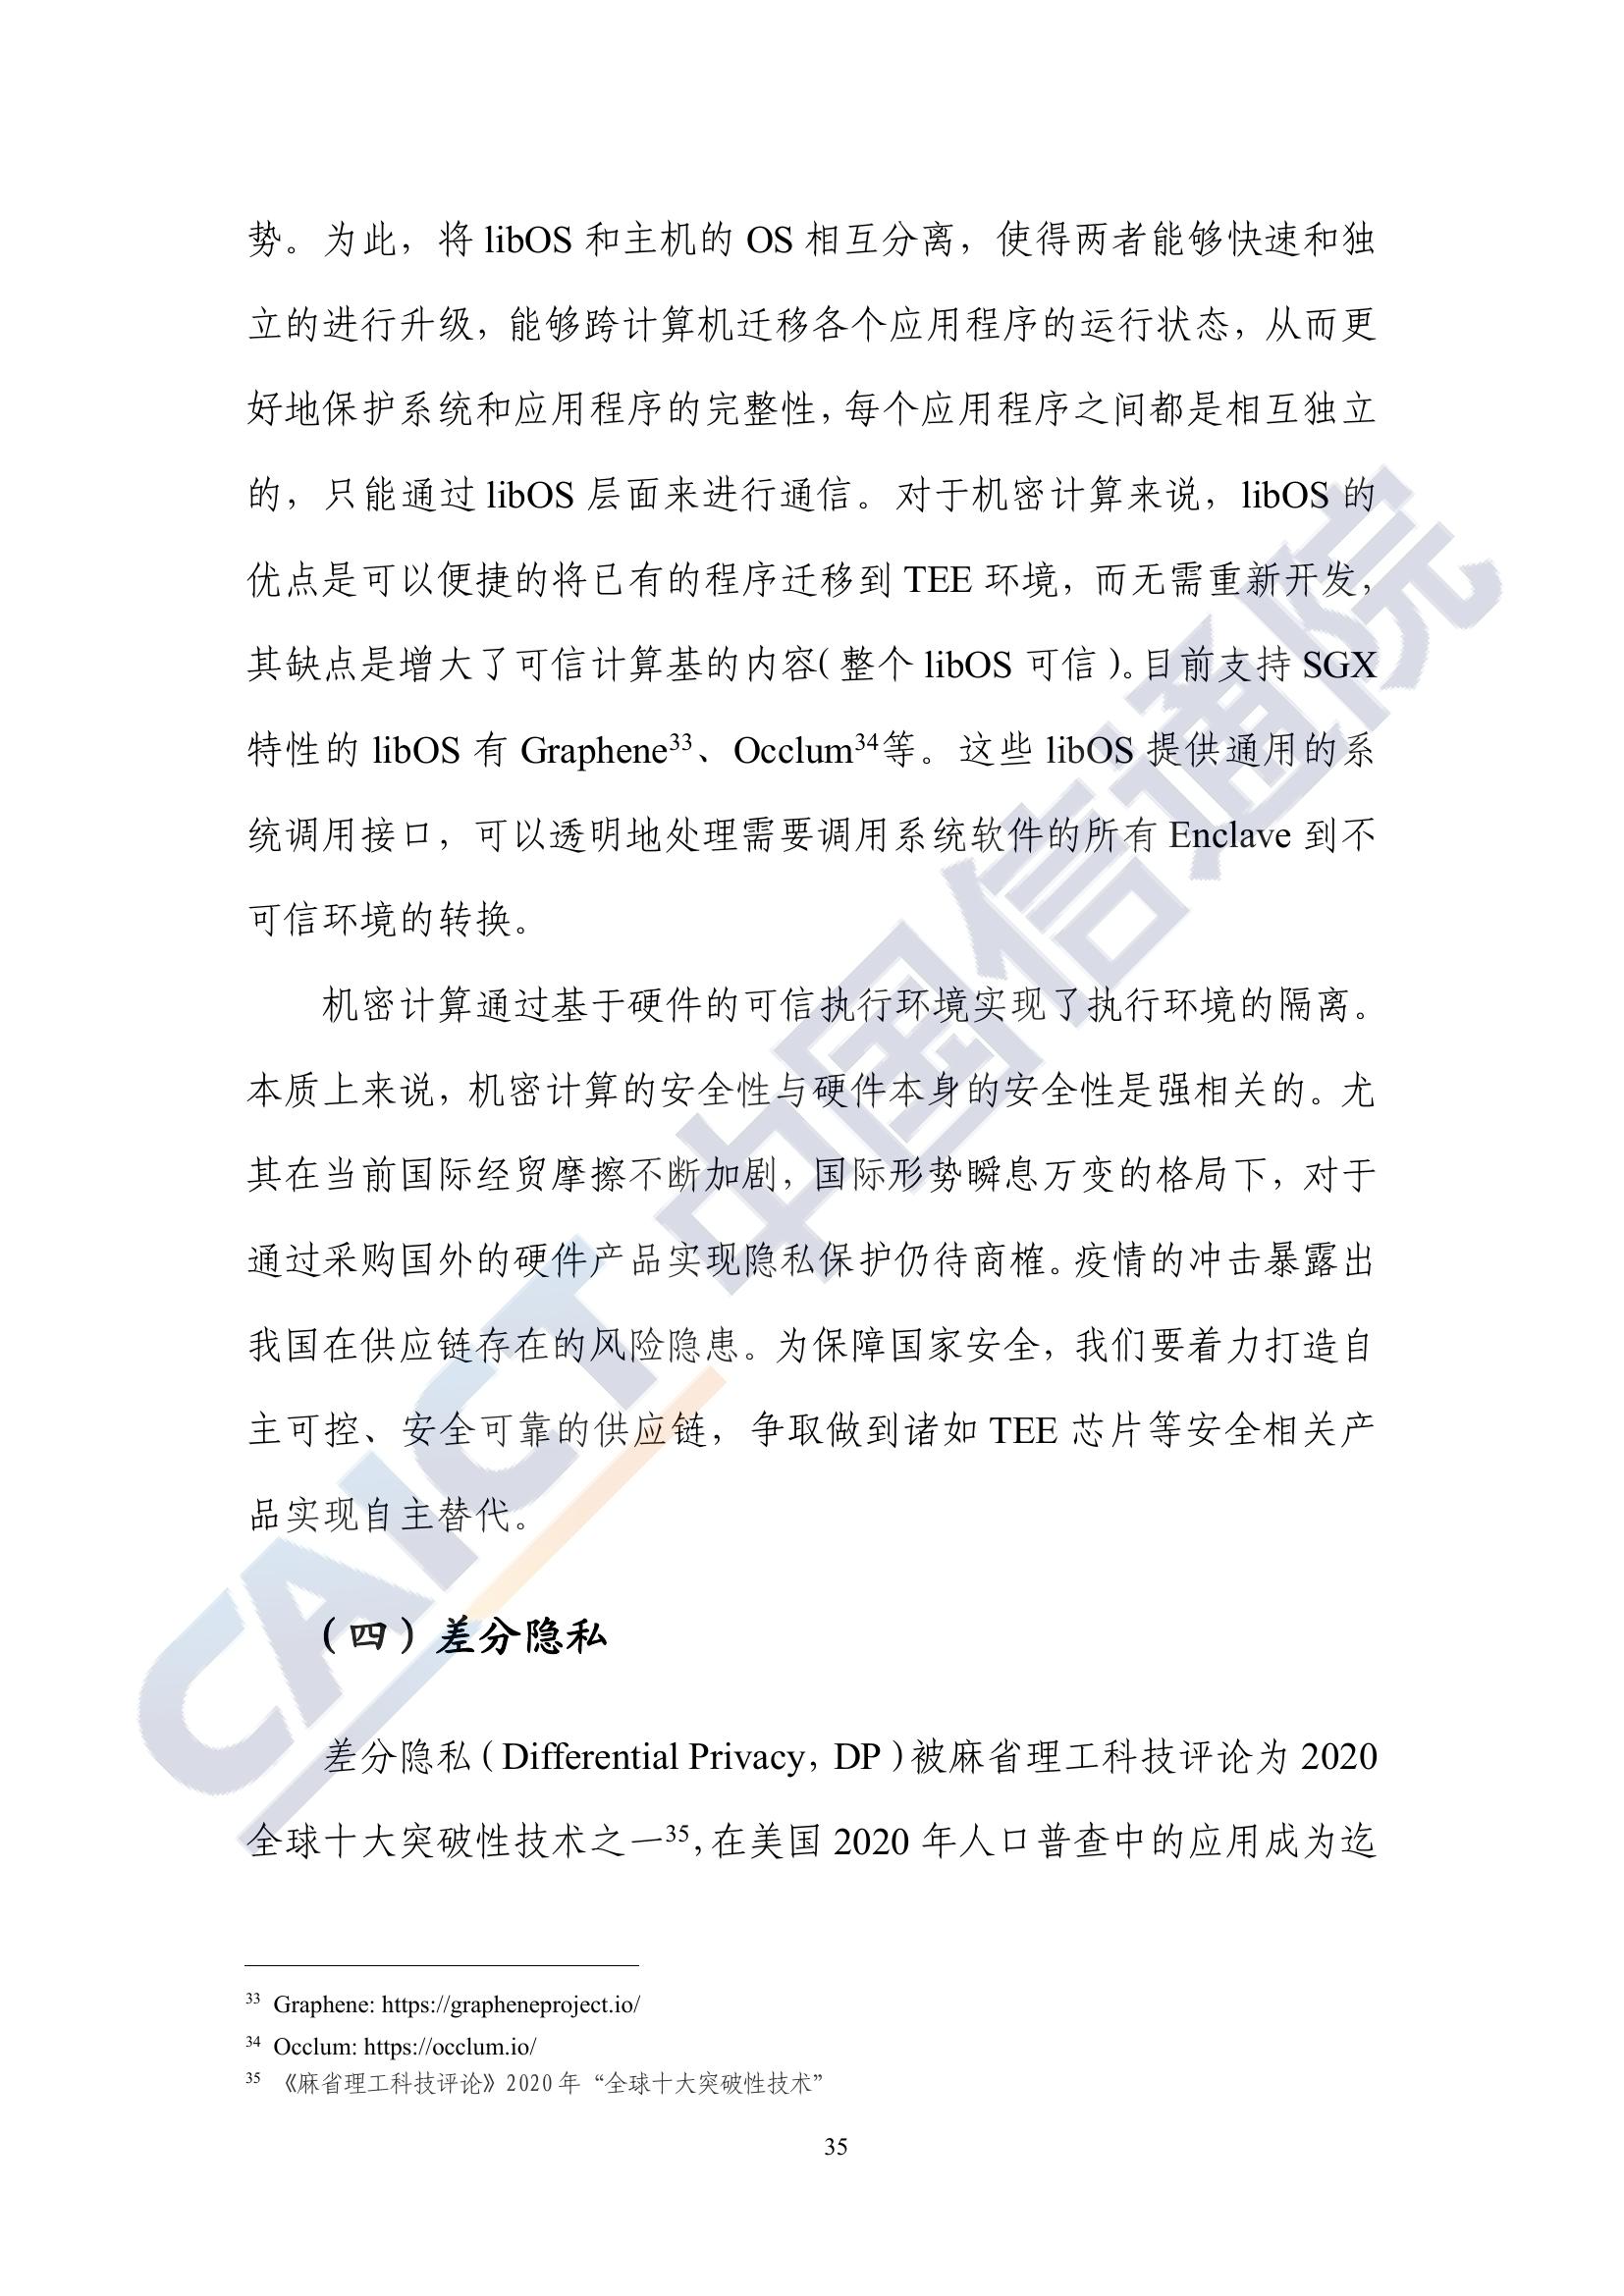 势。为此，将 libOS 和主机的 OS 相互分离，使得两者能够快速和独
立的进行升级，能够跨计算机迁移各个应用程序的运行状态，从而更
好地保护系统和应用程序的完整性，每个应用程序之间都是相互独立
的，只能通过 libOS 层面来进行通信。对于机密计算来说，libOS 的
优点是可以便捷的将已有的程序迁移到 TEE 环境，而无需重新开发，
其缺点是增大了可信计算基的内容（整个 libOS 可信）。目前支持 SGX
特性的 libOS 有 Graphene33、Occlum34等。这些 libOS 提供通用的系
统调用接口，可以透明地处理需要调用系统软件的所有 Enclave 到不
可信环境的转换。
机密计算通过基于硬件的可信执行环境实现了执行环境的隔离。
本质上来说，机密计算的安全性与硬件本身的安全性是强相关的。尤
其在当前国际经贸摩擦不断加剧，国际形势瞬息万变的格局下，对于
通过采购国外的硬件产品实现隐私保护仍待商榷。疫情的冲击暴露出
我国在供应链存在的风险隐患。为保障国家安全，我们要着力打造自
主可控、安全可靠的供应链，争取做到诸如 TEE 芯片等安全相关产
品实现自主替代。
（四）差分隐私
差分隐私（Differential Privacy，DP）被麻省理工科技评论为 2020
全球十大突破性技术之一35，在美国 2020 年人口普查中的应用成为迄
33 Graphene: https://grapheneproject.io/
34 Occlum: https://occlum.io/
35 《麻省理工科技评论》2020 年“全球十大突破性技术”
35
CAICT 中国信通院